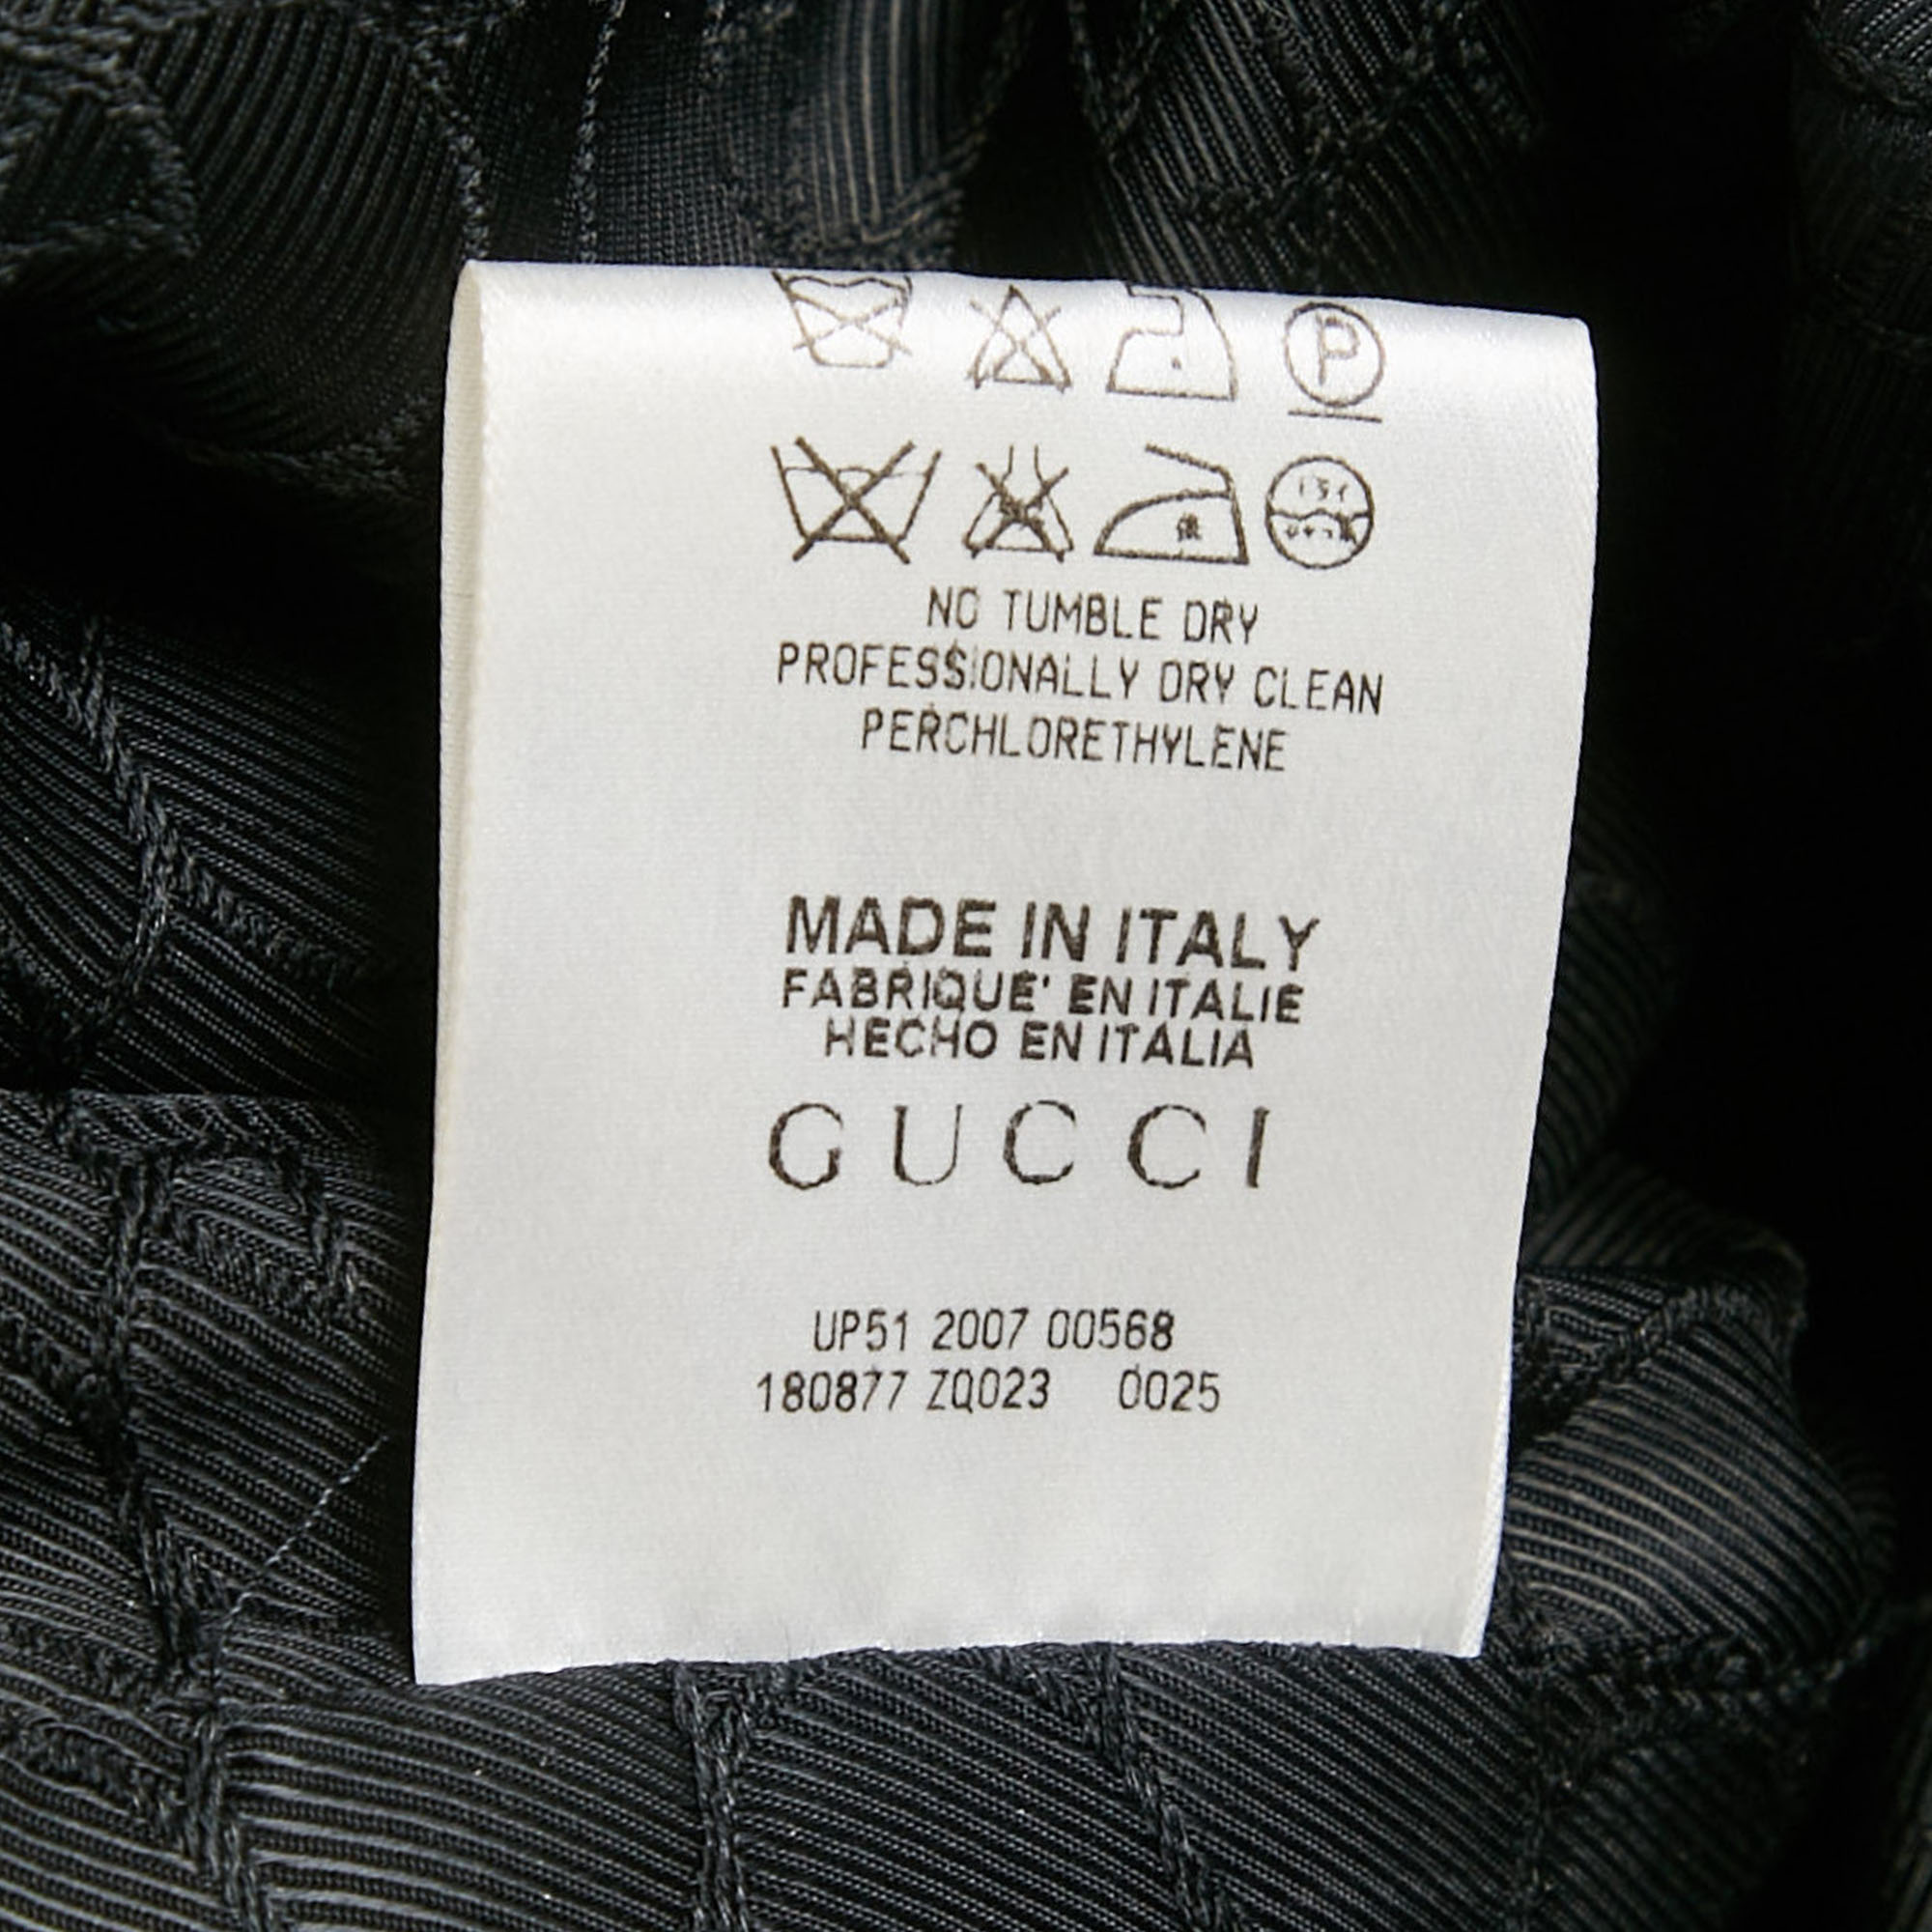 P
NO TUMBLE DRY
PROFESSIONALLY DRY CLEAN
PERCHLORETHYLENE
MADE IN ITALY
FABRIQUE' EN ITALIE
HECHO EN ITALIA
GUCCI
UP51 2007 00568
180877 ZQ023 0025